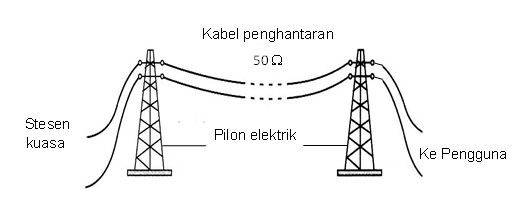 Kabel penghantaran
50 Ω
Stesen
kuasa
Pilon elektrik
Ke Pengguna